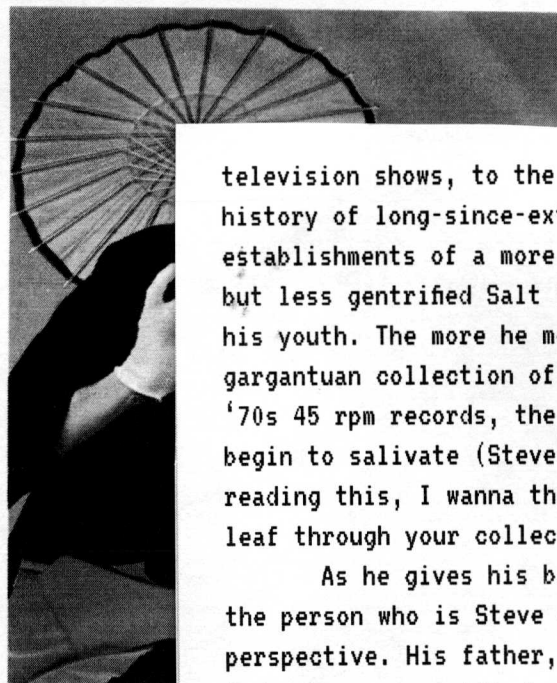 television shows, to the
history of long-since-ex
establishments of a more
but less gentrified Salt
his youth. The more he m
gargantuan collection of
‘70s 45 rpm records, the
begin to salivate (Steve
reading this, I wanna th
leaf through your collec
As he gives his b
the person who is Steve
perspective. His father,